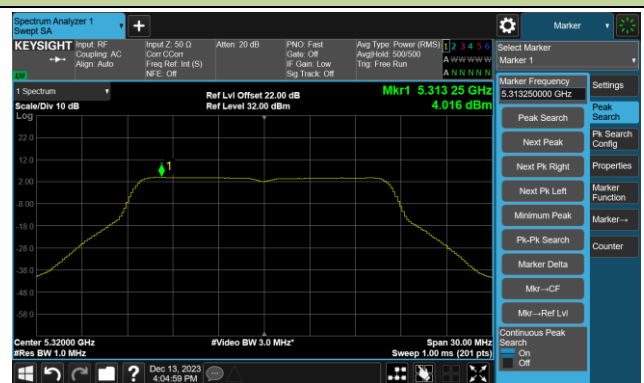 Spectrum Analyzer 1
Swept SA
Marker
KEYSIGHT
Input: RF
Coupling: AC
Align: Auto
Input Z: 50 Ω
Corr CCorr
Freq Ref: Int (S)
NFE: Off
Atten: 20 dB
PNO: Fast
Gate: Off
IF Gain: Low
Sig Track: Off
Avg Type: Power (RMS)
Avg|Hold: 500/500
Trig: Free Run
1 2 3 4 5 6
A W W W W W
A N N N N N
LV
Select Marker
Marker 1
1 Spectrum
Scale/Div 10 dB
Log
Ref Lvl Offset 22.00 dB
Ref Level 32.00 dBm
Mkr1 5.313 25 GHz
4.016 dBm
22.0
12.0
2.00
-8.00
-18.0
-28.0
-38.0
-48.0
-58.0
1
Center 5.32000 GHz
#Res BW 1.0 MHz
#Video BW 3.0 MHz*
Span 30.00 MHz
Sweep 1.00 ms (201 pts)
Marker Frequency
5.313250000 GHz
Peak Search
Next Peak
Next Pk Right
Next Pk Left
Minimum Peak
Pk-Pk Search
Marker Delta
Mkr→CF
Mkr→Ref Lvl
Continuous Peak
Search
On
Off
Settings
Peak
Search
Pk Search
Config
Properties
Marker
Function
Marker→
Counter
Dec 13, 2023
4:04:59 PM